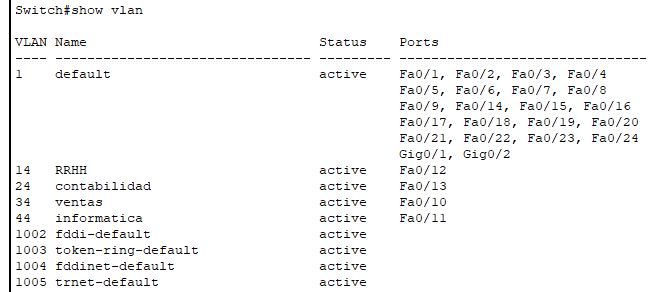 Switch#show vlan
VLAN Name                             Status    Ports
---- -------------------------------- --------- -------------------------------
1    default                          active    Fa0/1, Fa0/2, Fa0/3, Fa0/4
                                                Fa0/5, Fa0/6, Fa0/7, Fa0/8
                                                Fa0/9, Fa0/14, Fa0/15, Fa0/16
                                                Fa0/17, Fa0/18, Fa0/19, Fa0/20
                                                Fa0/21, Fa0/22, Fa0/23, Fa0/24
                                                Gig0/1, Gig0/2
14   RRHH                             active    Fa0/12
24   contabilidad                     active    Fa0/13
34   ventas                           active    Fa0/10
44   informatica                      active    Fa0/11
1002 fddi-default                     active
1003 token-ring-default               active
1004 fddinet-default                  active
1005 trnet-default                    active